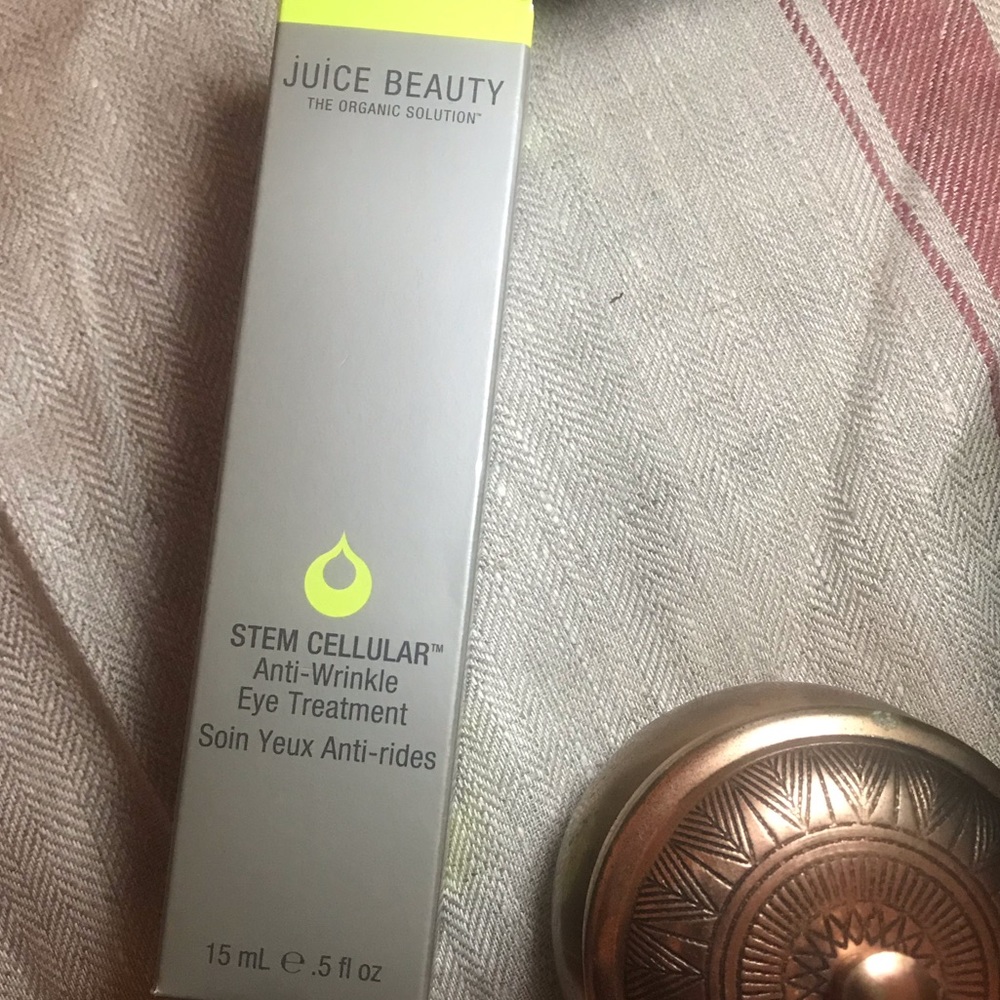 juice BEAUTY
THE ORGANIC SOLUTION™
STEM CELLULAR™
Anti-Wrinkle
Eye Treatment
Soin Yeux Anti-rides
15 mL ℮ .5 fl oz